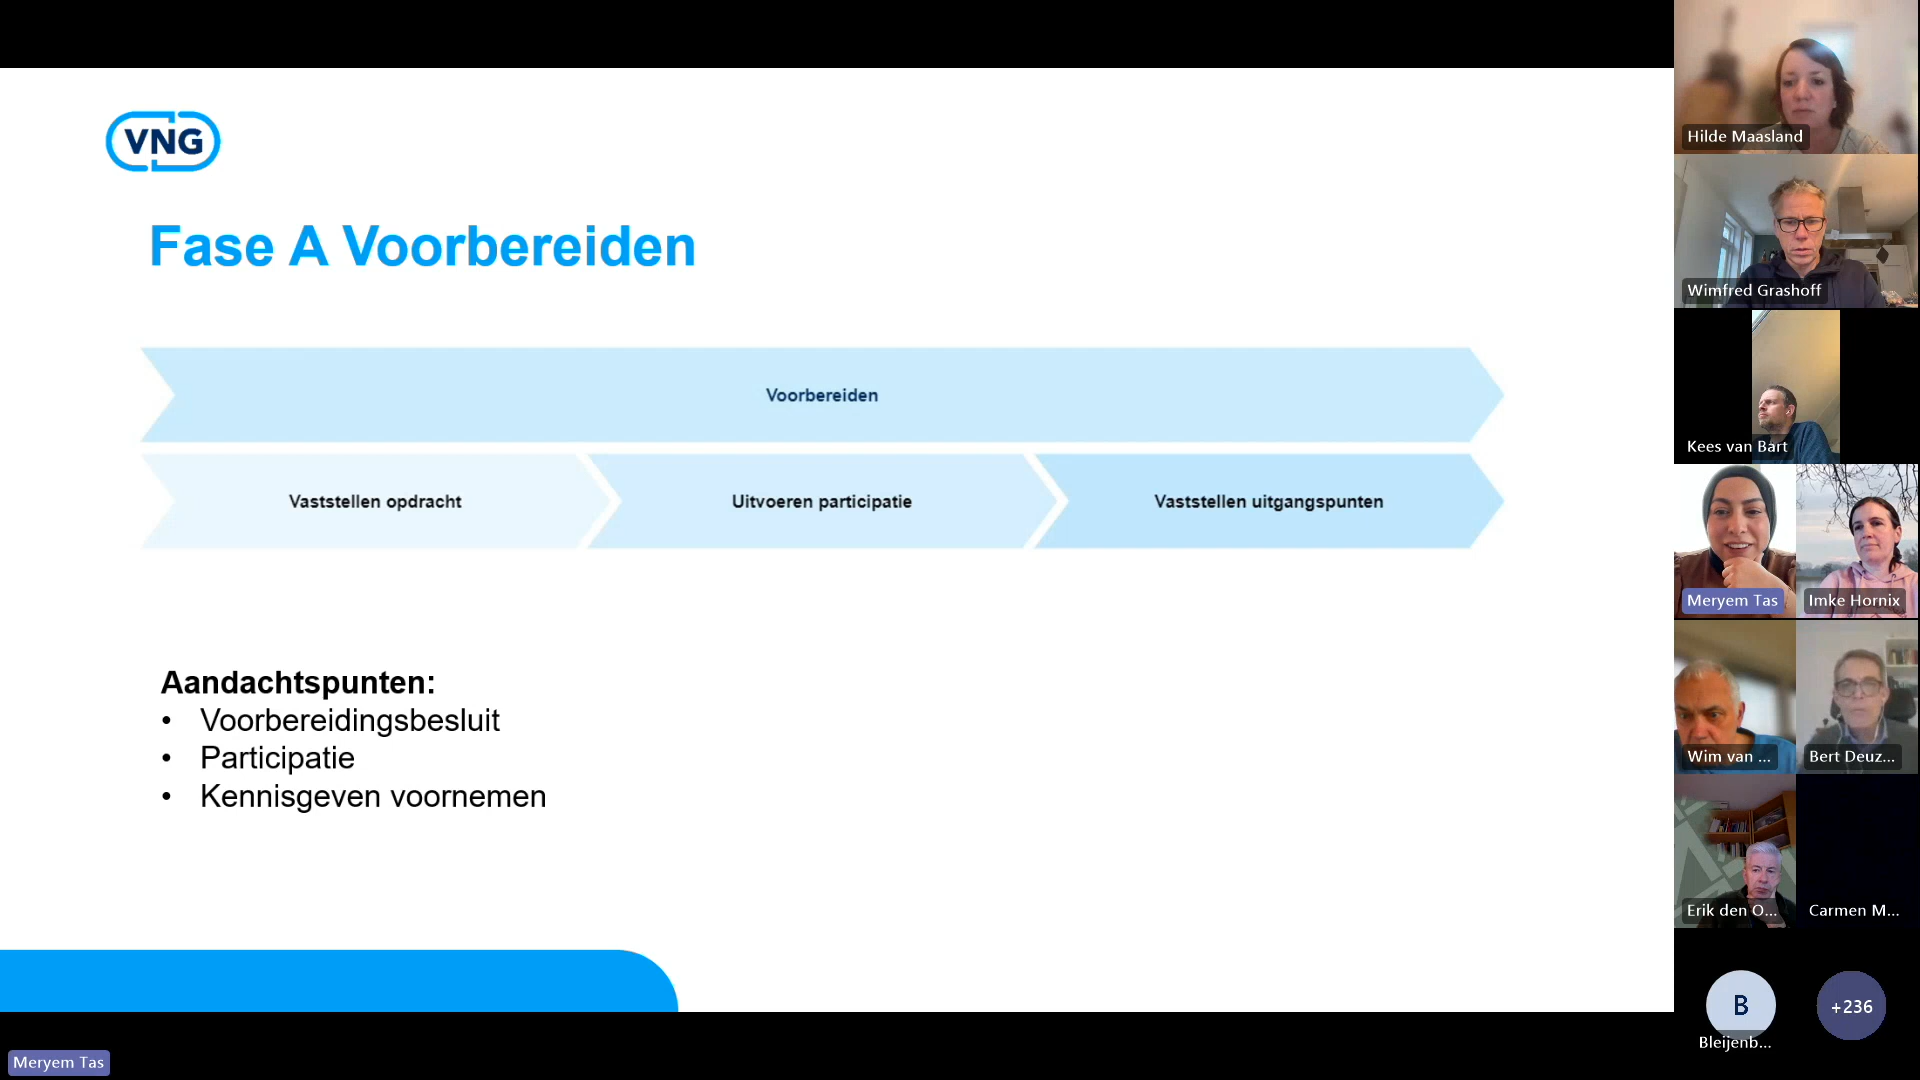 VNG
Fase A Voorbereiden
Voorbereiden
Vaststellen opdracht
Uitvoeren participatie
Vaststellen uitgangspunten
Aandachtspunten:
• Voorbereidingsbesluit
• Participatie
• Kennisgeven voornemen
Meryem Tas
Hilde Maasland
Wimfred Grashoff
Kees van Bart
Meryem Tas
Imke Hornix
Wim van ...
Bert Deuz...
Erik den O...
Carmen M...
B
Bleijenb...
+236